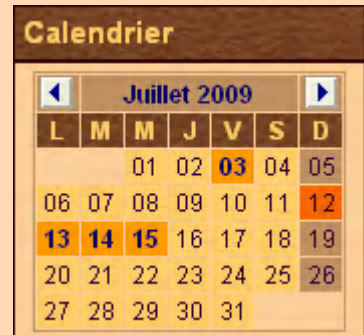 Calendrier
Juillet 2009
L M M J V S D
01 02 03 04 05
06 07 08 09 10 11 12
13 14 15 16 17 18 19
20 21 22 23 24 25 26
27 28 29 30 31